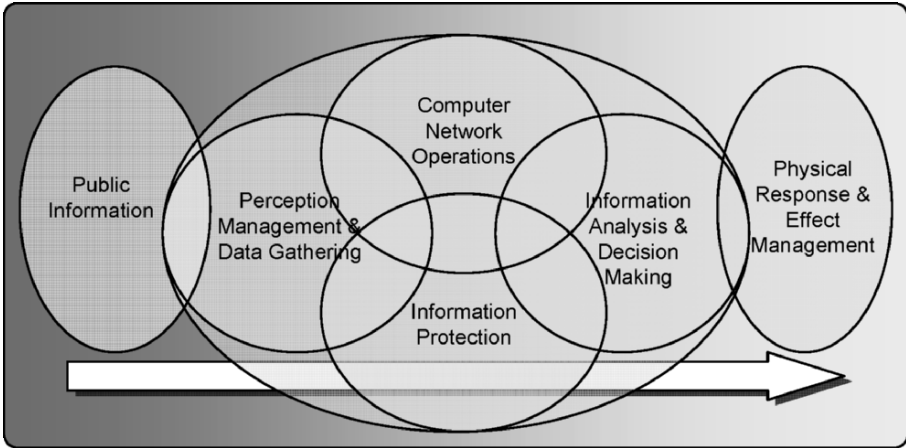 Public
Information
Perception
Management &
Data Gathering
Computer
Network
Operations
Information
Protection
Information
Analysis &
Decision
Making
Physical
Response &
Effect
Management